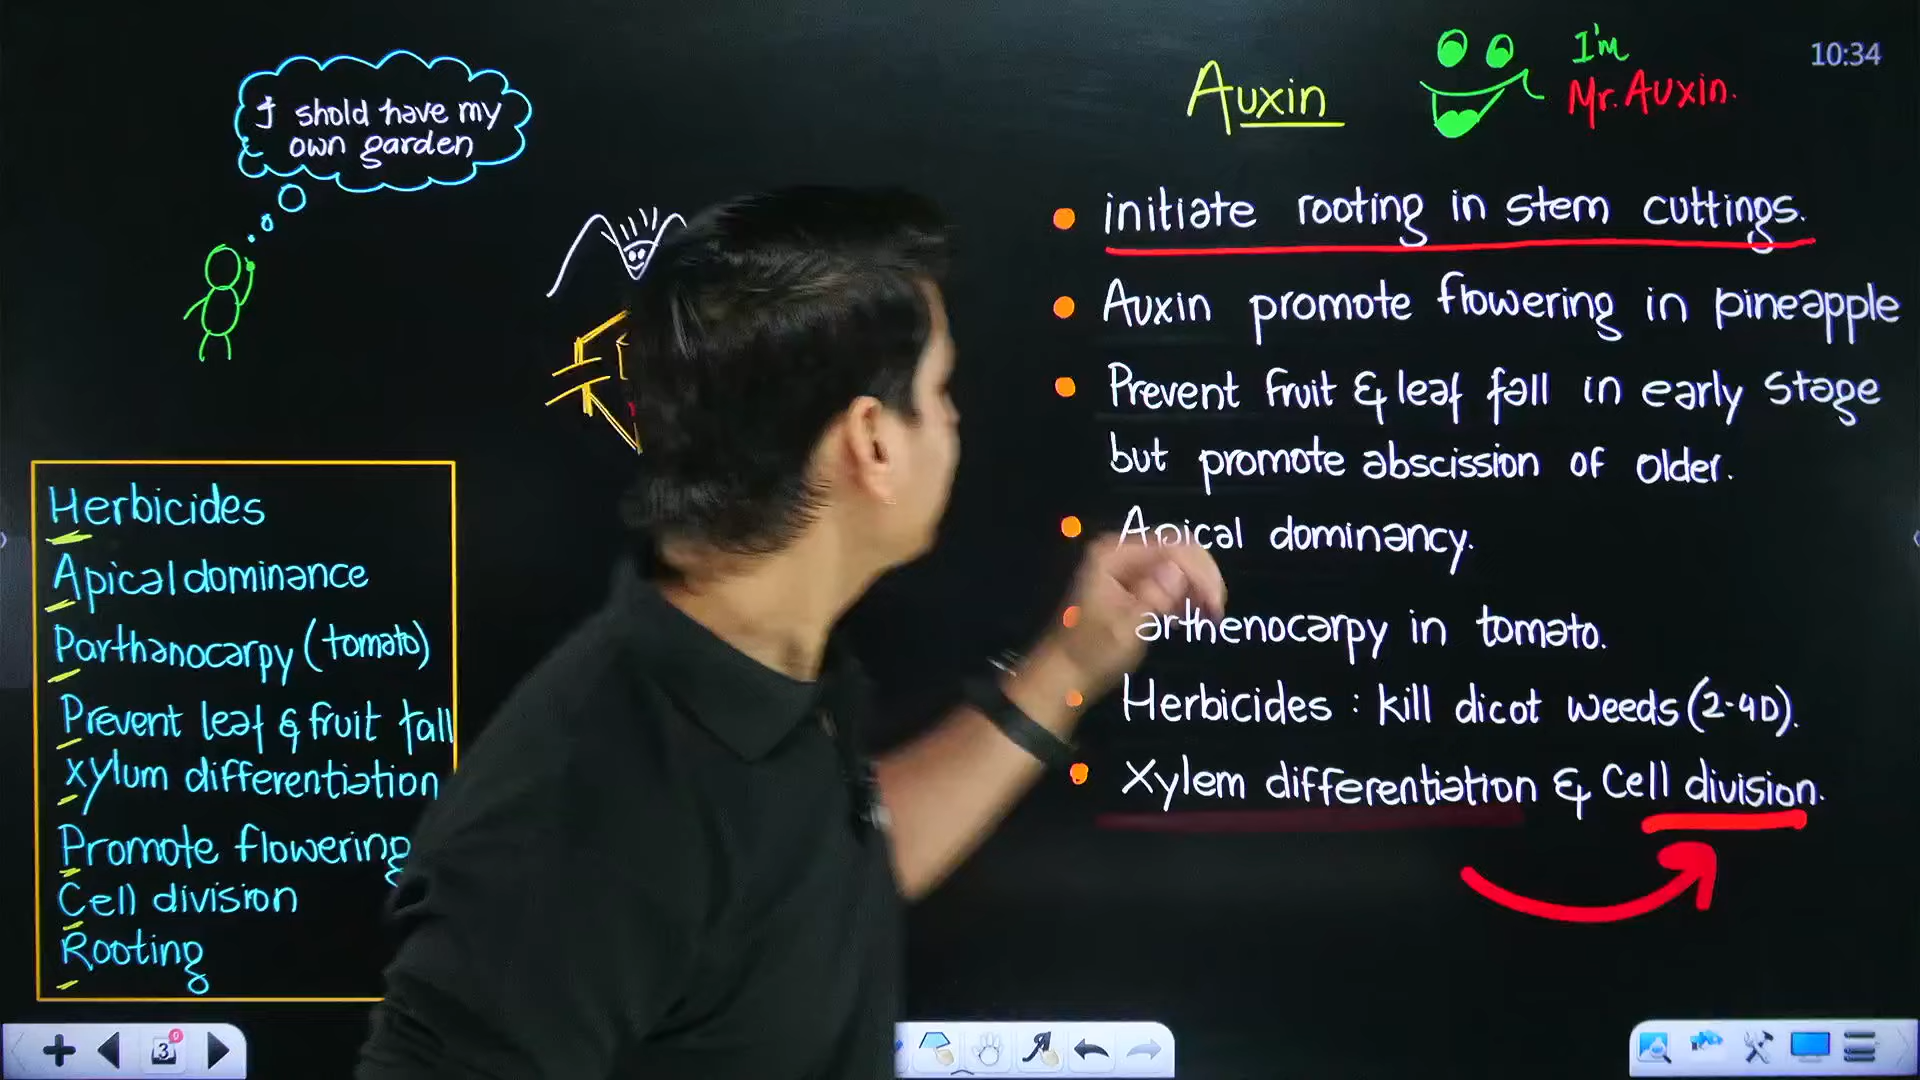 I shold have my
own garden
Auxin
I'm
Mr. Auxin.
10:34
initiate rooting in stem cuttings.
Auxin promote flowering in pineapple
Prevent fruit & leaf fall in early stage
but promote abscission of older.
Apical dominancy.
arthenocarpy in tomato.
Herbicides : kill dicot weeds (2-4D).
Xylem differentiation & Cell division.
Herbicides
Apical dominance
Parthanocarpy (tomato)
Prevent leaf & fruit fall
Xylum differentiation
Promote flowering
Cell division
Rooting
3